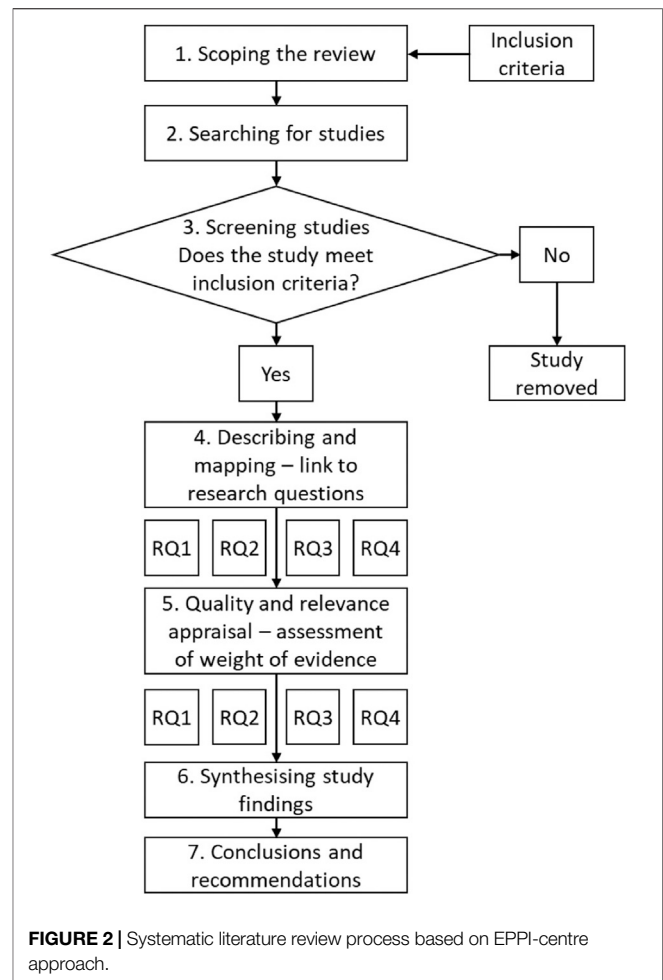 1. Scoping the review
Inclusion
criteria
2. Searching for studies
3. Screening studies
Does the study meet
inclusion criteria?
No
Yes
Study
removed
4. Describing and
mapping – link to
research questions
RQ1 RQ2 RQ3 RQ4
5. Quality and relevance
appraisal – assessment
of weight of evidence
RQ1 RQ2 RQ3 RQ4
6. Synthesising study
findings
7. Conclusions and
recommendations
FIGURE 2 | Systematic literature review process based on EPPI-centre
approach.